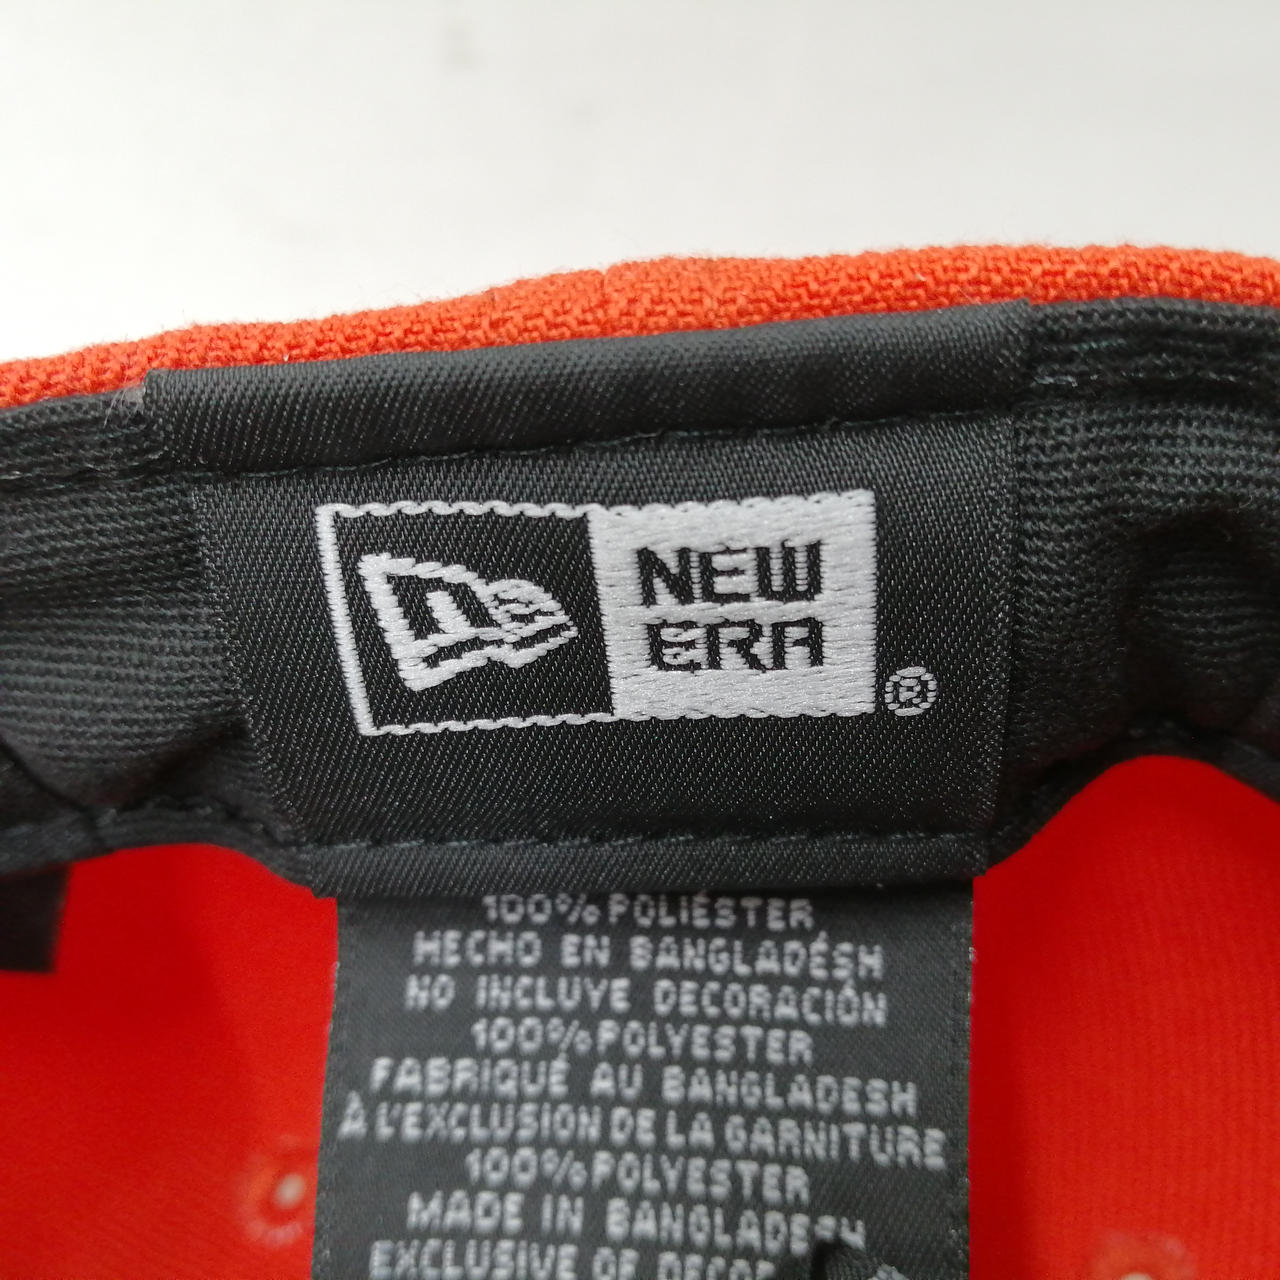 NEW
ERA
®
100% POLIÉSTER
HECHO EN BANGLADÉSH
NO INCLUYE DECORACIÓN
100% POLYESTER
FABRIQUÉ AU BANGLADESH
À L'EXCLUSION DE LA GARNITURE
100% POLYESTER
MADE IN BANGLADESH
EXCLUSIVE OF